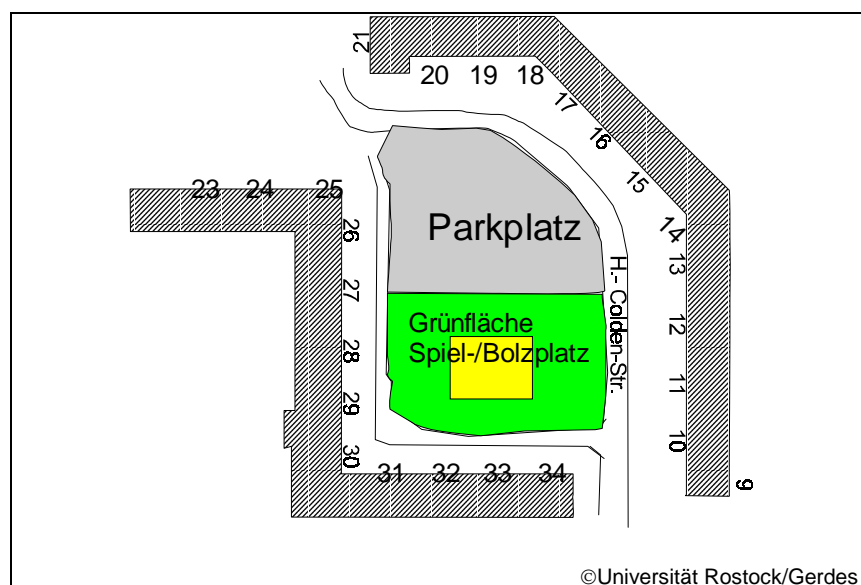 21
20 19 18
17
16
15
14
13
12
11
10
9
23 24 25
26
27
28
29
30
31 32 33 34
Parkplatz
Grünfläche
Spiel-/Bolzplatz
H.- Colden-Str.
©Universität Rostock/Gerdes